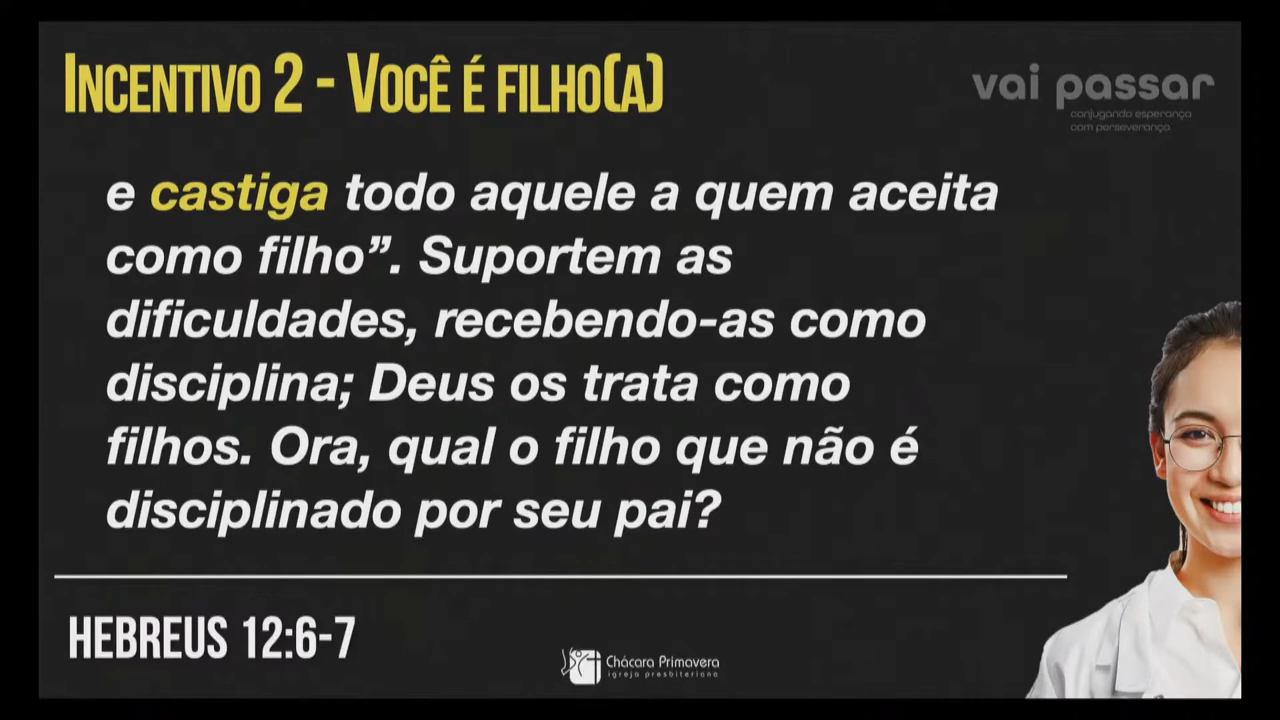 INCENTIVO 2 - VOCÊ É FILHO(A)
vai passar
conjugando esperança
com perseverança
e castiga todo aquele a quem aceita
como filho”. Suportem as
dificuldades, recebendo-as como
disciplina; Deus os trata como
filhos. Ora, qual o filho que não é
disciplinado por seu pai?
HEBREUS 12:6-7
Chácara Primavera
igreja presbiteriana